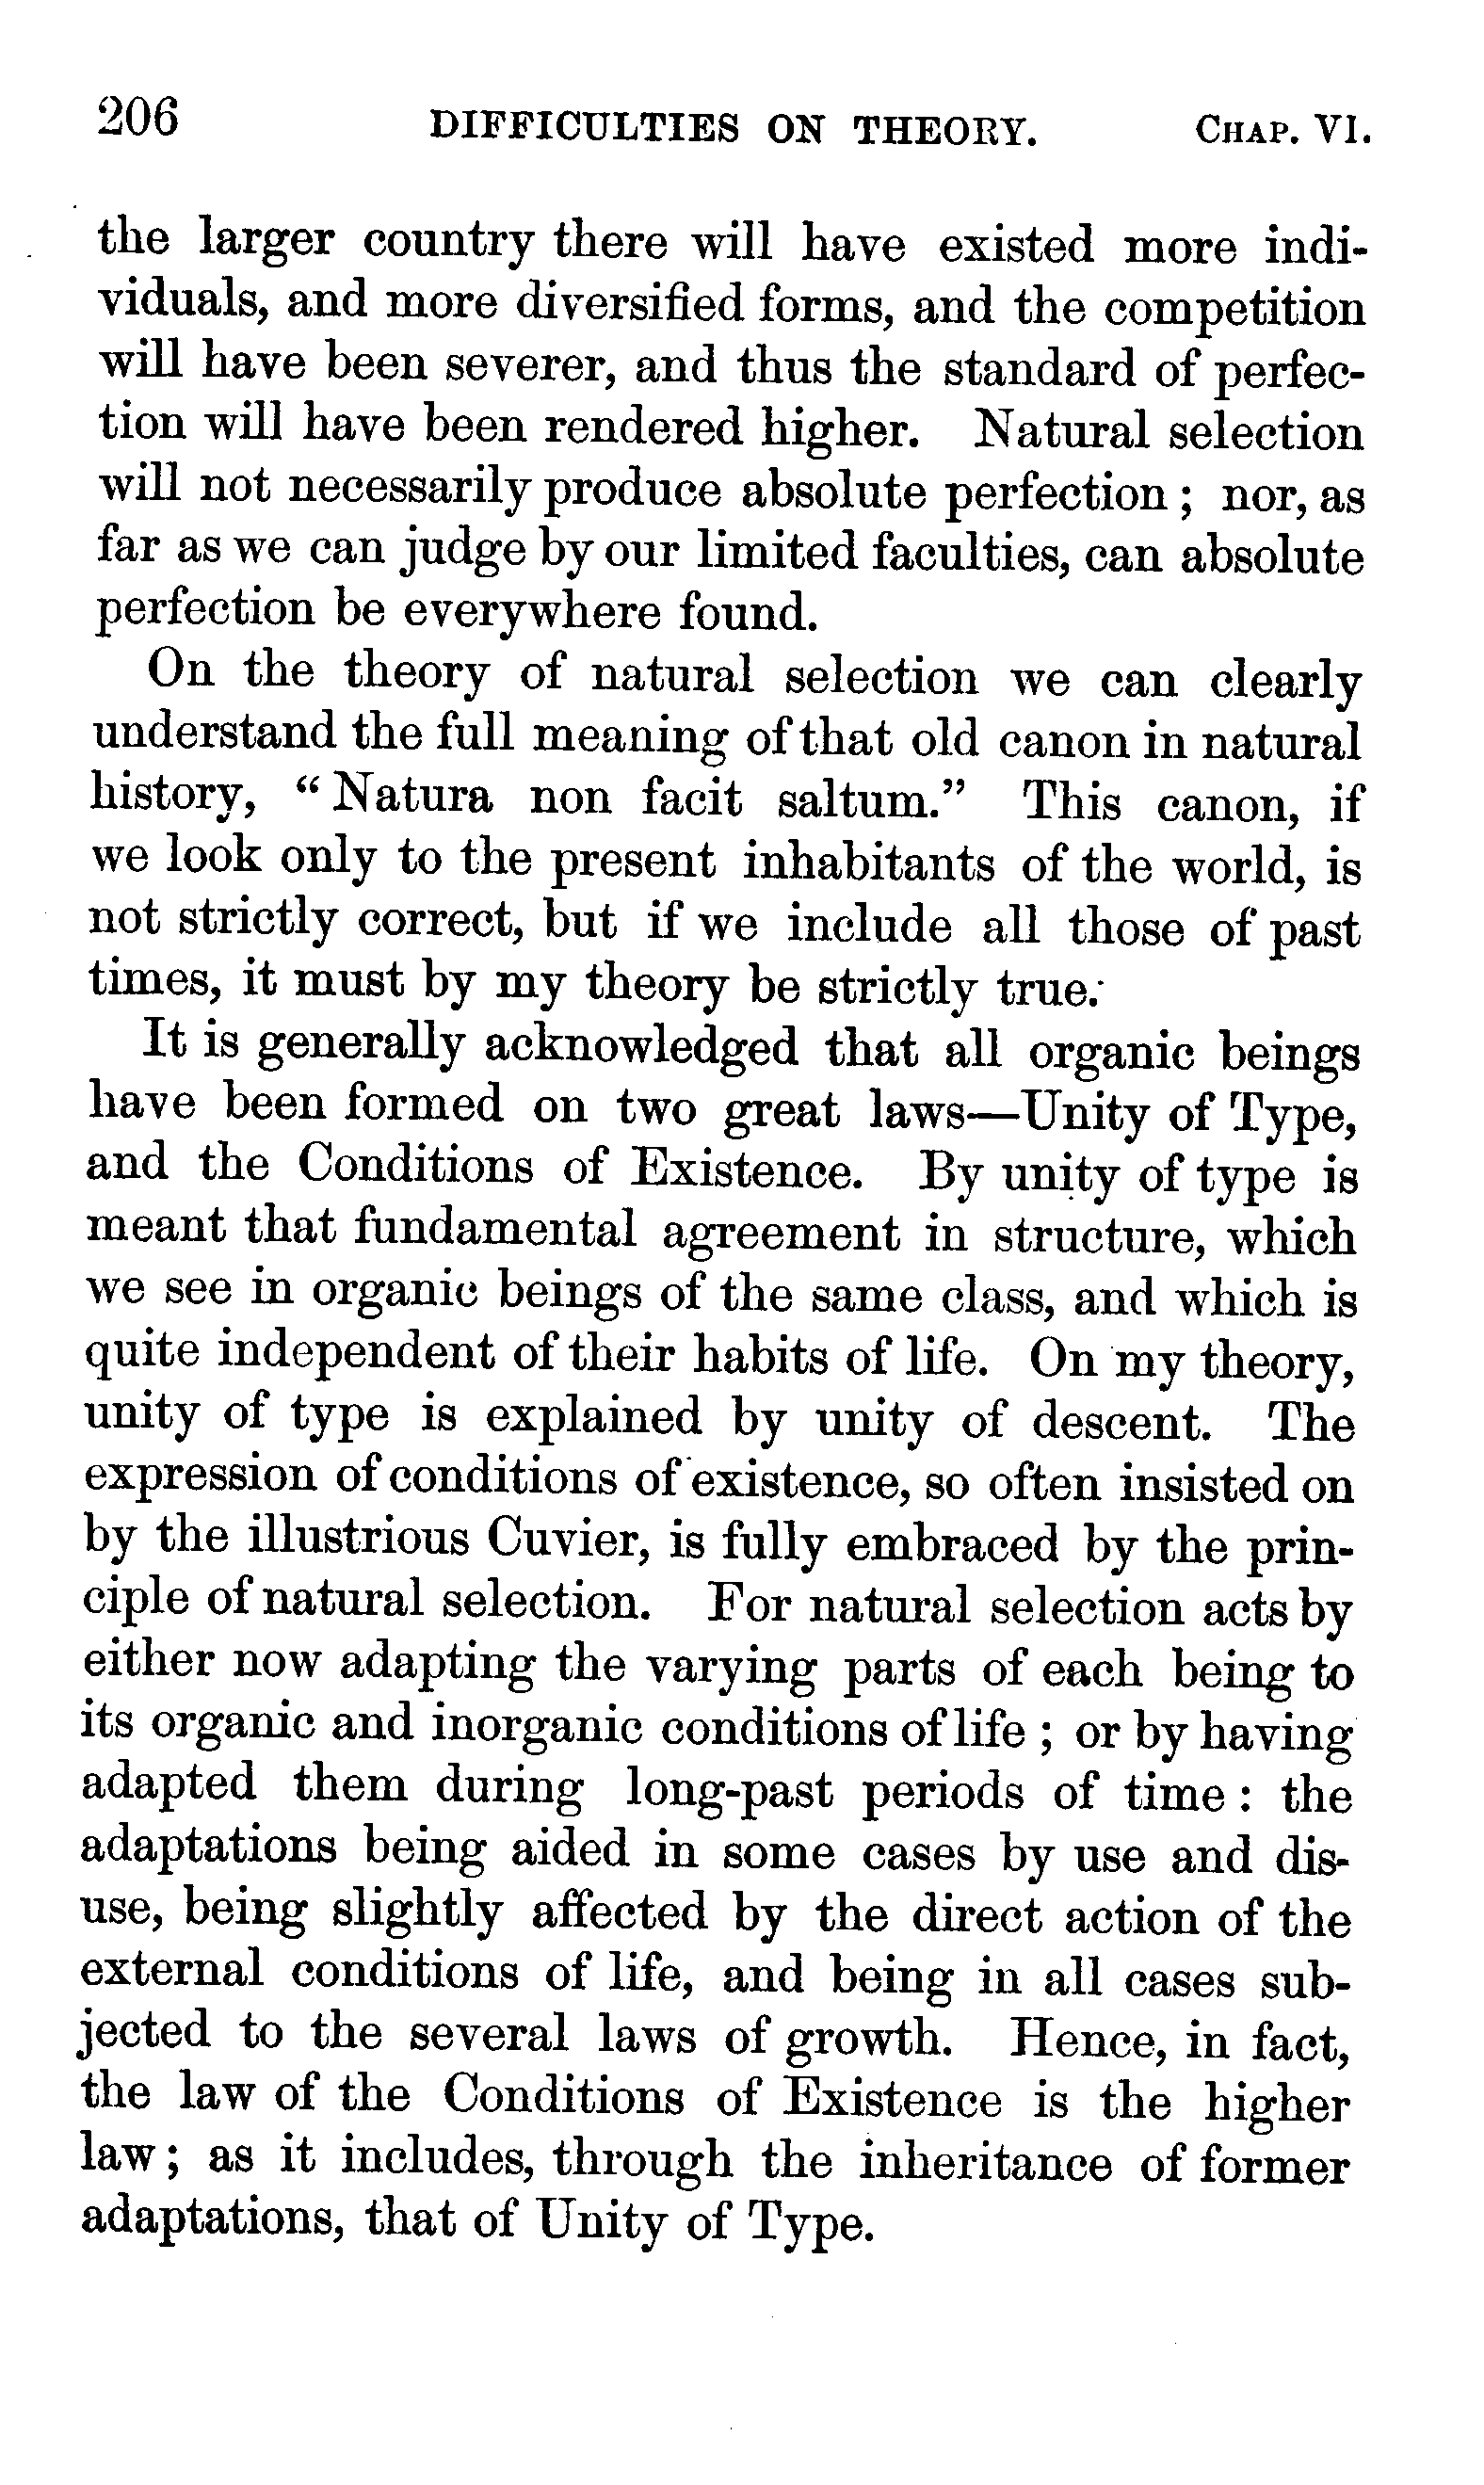 206 DIFFICULTIES ON THEORY. CHAP. VI.
the larger country there will have existed more indi-
viduals, and more diversified forms, and the competition
will have been severer, and thus the standard of perfec-
tion will have been rendered higher. Natural selection
will not necessarily produce absolute perfection ; nor, as
far as we can judge by our limited faculties, can absolute
perfection be everywhere found.
On the theory of natural selection we can clearly
understand the full meaning of that old canon in natural
history, “ Natura non facit saltum.” This canon, if
we look only to the present inhabitants of the world, is
not strictly correct, but if we include all those of past
times, it must by my theory be strictly true.
It is generally acknowledged that all organic beings
have been formed on two great laws—Unity of Type,
and the Conditions of Existence. By unity of type is
meant that fundamental agreement in structure, which
we see in organic beings of the same class, and which is
quite independent of their habits of life. On my theory,
unity of type is explained by unity of descent. The
expression of conditions of existence, so often insisted on
by the illustrious Cuvier, is fully embraced by the prin-
ciple of natural selection. For natural selection acts by
either now adapting the varying parts of each being to
its organic and inorganic conditions of life ; or by having
adapted them during long-past periods of time : the
adaptations being aided in some cases by use and dis-
use, being slightly affected by the direct action of the
external conditions of life, and being in all cases sub-
jected to the several laws of growth. Hence, in fact,
the law of the Conditions of Existence is the higher
law ; as it includes, through the inheritance of former
adaptations, that of Unity of Type.